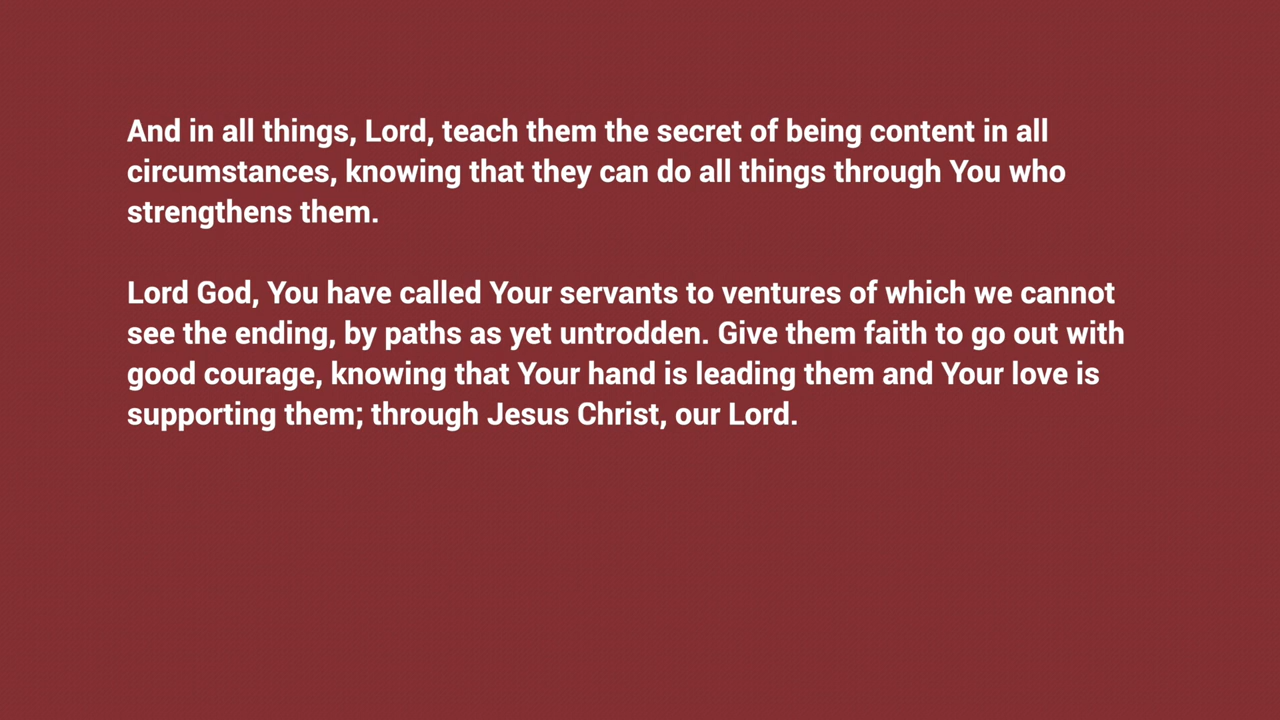 And in all things, Lord, teach them the secret of being content in all
circumstances, knowing that they can do all things through You who
strengthens them.
Lord God, You have called Your servants to ventures of which we cannot
see the ending, by paths as yet untrodden. Give them faith to go out with
good courage, knowing that Your hand is leading them and Your love is
supporting them; through Jesus Christ, our Lord.